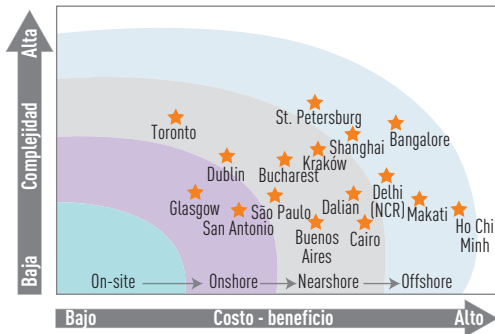 Alta
Complejidad
Baja
St. Petersburg
Toronto
Shanghai
Bangalore
Kraków
Dublin
Bucharest
Delhi
(NCR)
Glasgow
São Paulo
Dalian
Makati
San Antonio
Buenos
Aires
Cairo
Ho Chi
Minh
On-site
Onshore
Nearshore
Offshore
Bajo
Costo - beneficio
Alto